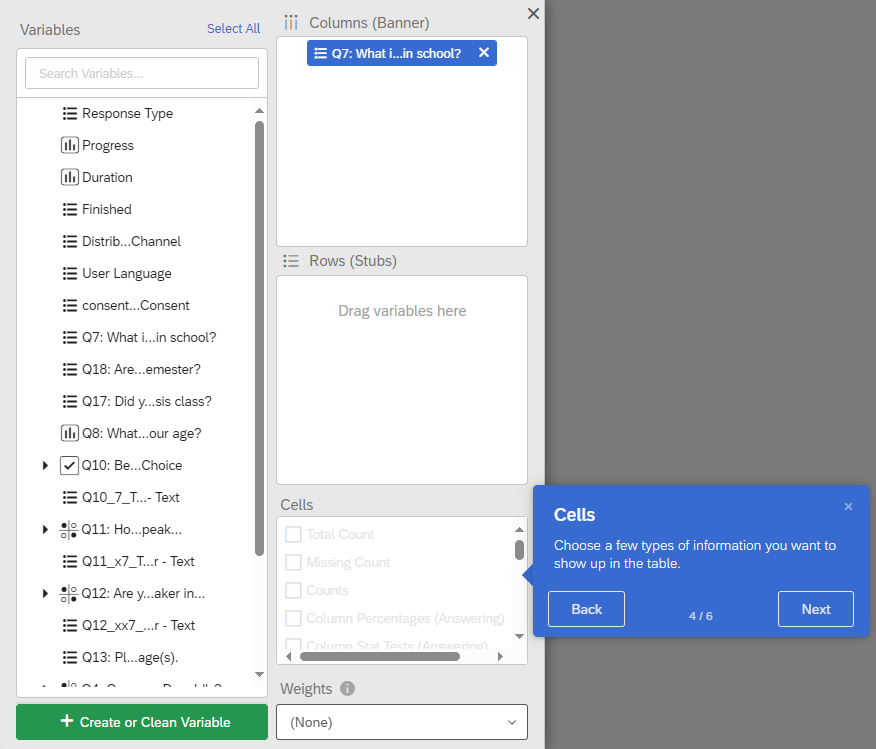 Variables
Select All
Search Variables...
Response Type
Progress
Duration
Finished
Distrib...Channel
User Language
consent...Consent
Q7: What i...in school?
Q18: Are...emester?
Q17: Did y...sis class?
Q8: What...our age?
Q10: Be...Choice
Q10_7_T...- Text
Q11: Ho...peak...
Q11_x7_T...r - Text
Q12: Are y...aker in...
Q12_xx7_...r - Text
Q13: Pl...age(s).
+ Create or Clean Variable
Columns (Banner)
Q7: What i...in school? ✕
Rows (Stubs)
Drag variables here
Cells
Total Count
Missing Count
Counts
Column Percentages (Answering)
Column Stat Tests (Answering)
Weights
(None)
Cells
Choose a few types of information you want to
show up in the table.
Back
4 / 6
Next